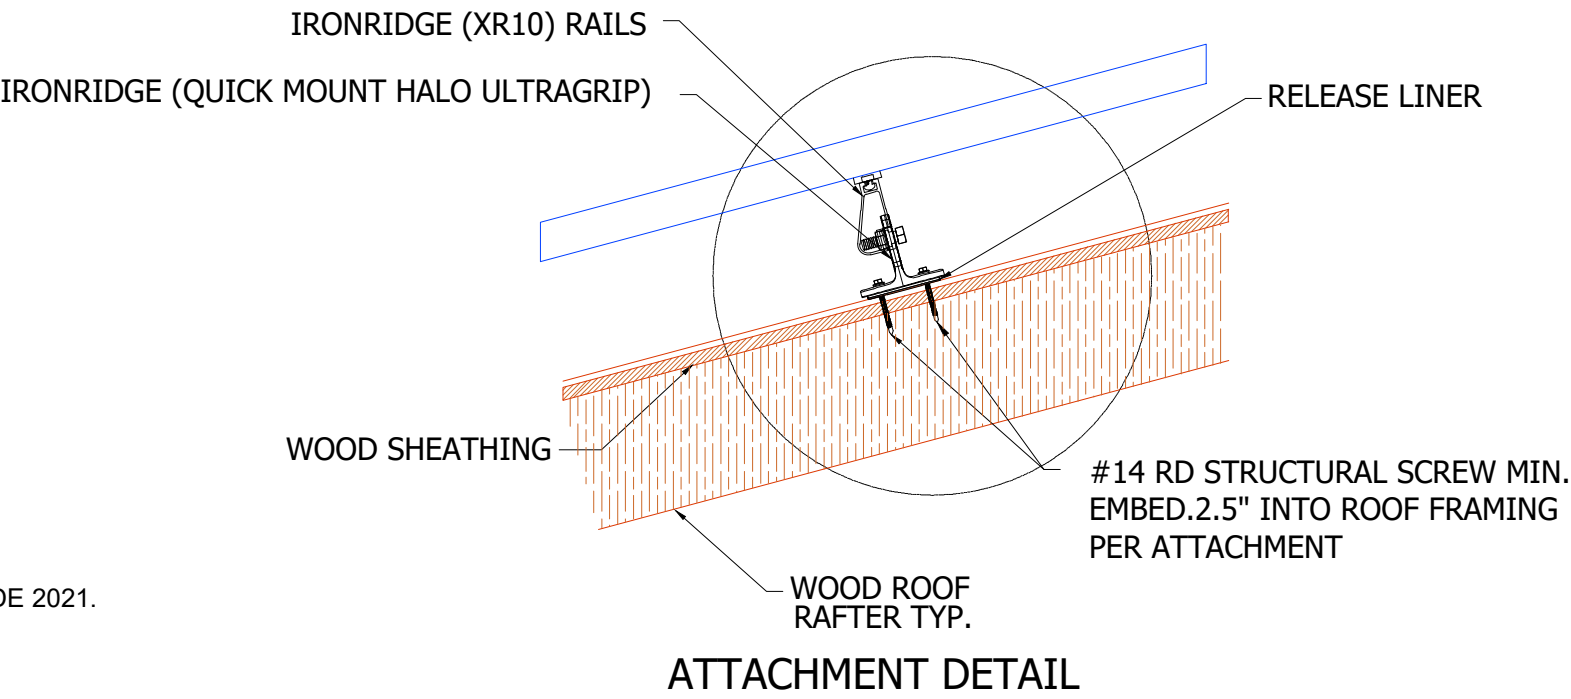 IRONRIDGE (XR10) RAILS
IRONRIDGE (QUICK MOUNT HALO ULTRAGRIP)
RELEASE LINER
WOOD SHEATHING
#14 RD STRUCTURAL SCREW MIN.
EMBED.2.5" INTO ROOF FRAMING
PER ATTACHMENT
WOOD ROOF
RAFTER TYP.
2021.
ATTACHMENT DETAIL